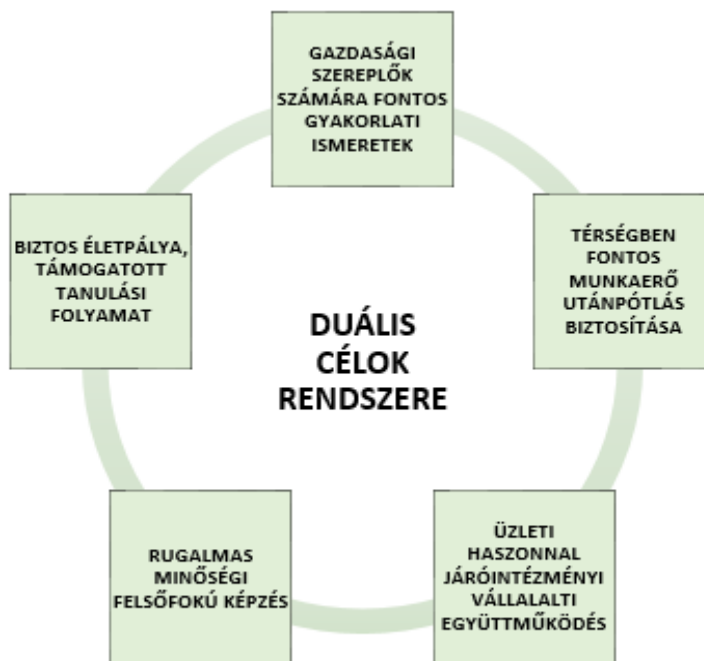 GAZDASÁGI
SZEREPLŐK
SZÁMÁRA FONTOS
GYAKORLATI
ISMERETEK
TÉRSÉGBEN
FONTOS
MUNKAERŐ
UTÁNPÓTLÁS
BIZTOSÍTÁSA
ÜZLETI
HASZONNAL
JÁRÓINTÉZMÉNYI
VÁLLALALTI
EGYÜTTMŰKÖDÉS
RUGALMAS
MINŐSÉGI
FELSŐFOKÚ KÉPZÉS
BIZTOS ÉLETPÁLYA,
TÁMOGATOTT
TANULÁSI
FOLYAMAT
DUÁLIS
CÉLOK
RENDSZERE